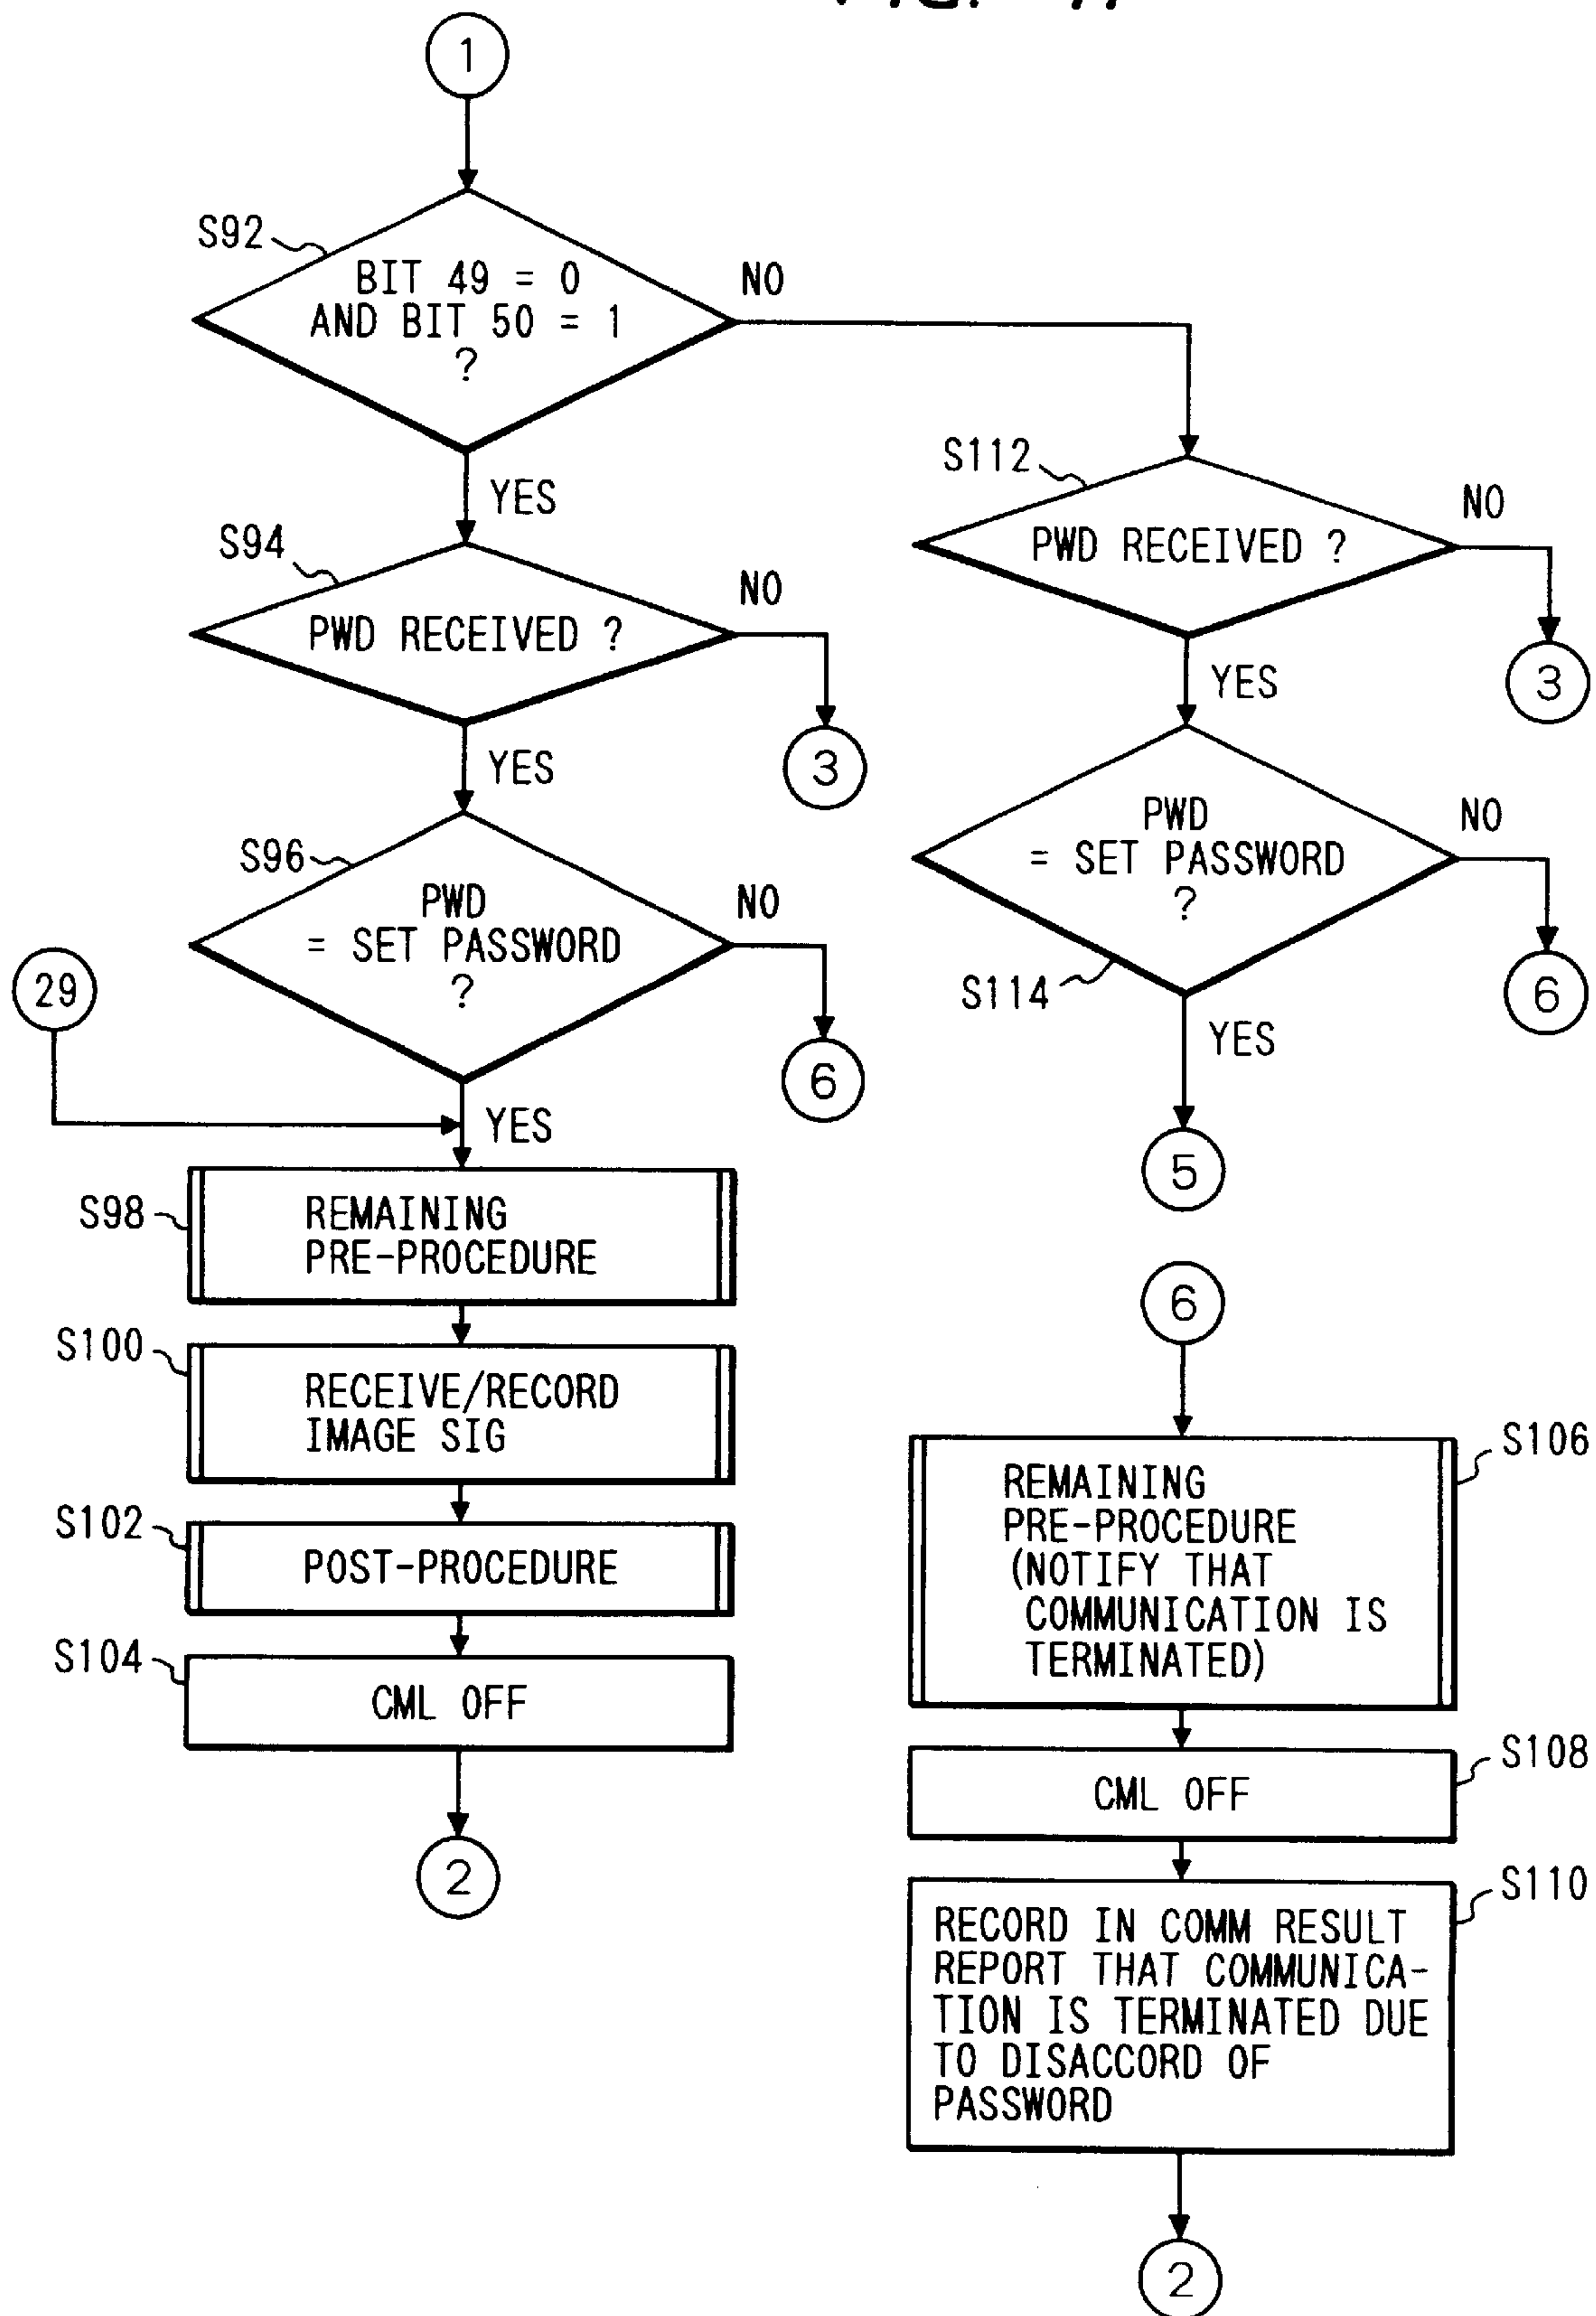 1
S92
BIT 49 = 0
AND BIT 50 = 1
?
NO
YES
S94
PWD RECEIVED ?
NO
3
YES
S96
PWD
= SET PASSWORD
?
NO
6
29
YES
S98
REMAINING
PRE-PROCEDURE
S100
RECEIVE/RECORD
IMAGE SIG
S102
POST-PROCEDURE
S104
CML OFF
2
S112
PWD RECEIVED ?
NO
3
YES
PWD
= SET PASSWORD
?
NO
S114
6
YES
5
6
S106
REMAINING
PRE-PROCEDURE
(NOTIFY THAT
COMMUNICATION IS
TERMINATED)
S108
CML OFF
S110
RECORD IN COMM RESULT
REPORT THAT COMMUNICA-
TION IS TERMINATED DUE
TO DISACCORD OF
PASSWORD
2